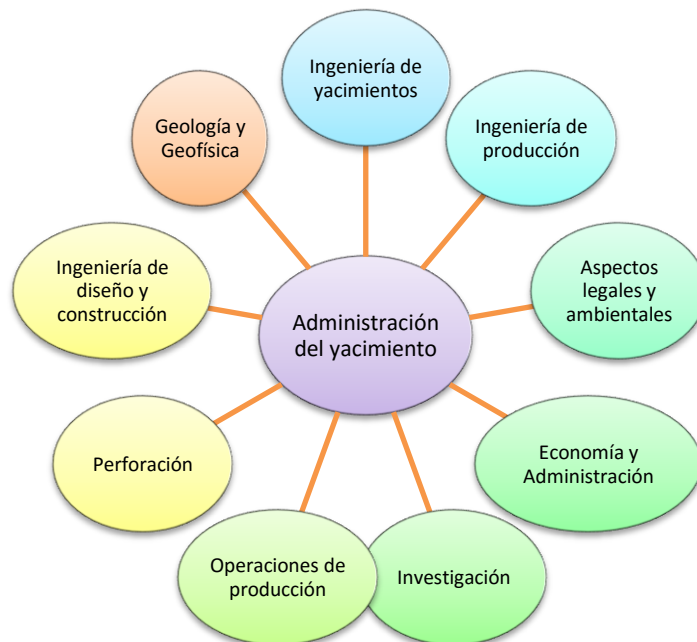 Ingeniería de
yacimientos
Geología y
Geofísica
Ingeniería de
producción
Ingeniería de
diseño y
construcción
Aspectos
legales y
ambientales
Administración
del yacimiento
Perforación
Economía y
Administración
Operaciones de
producción
Investigación